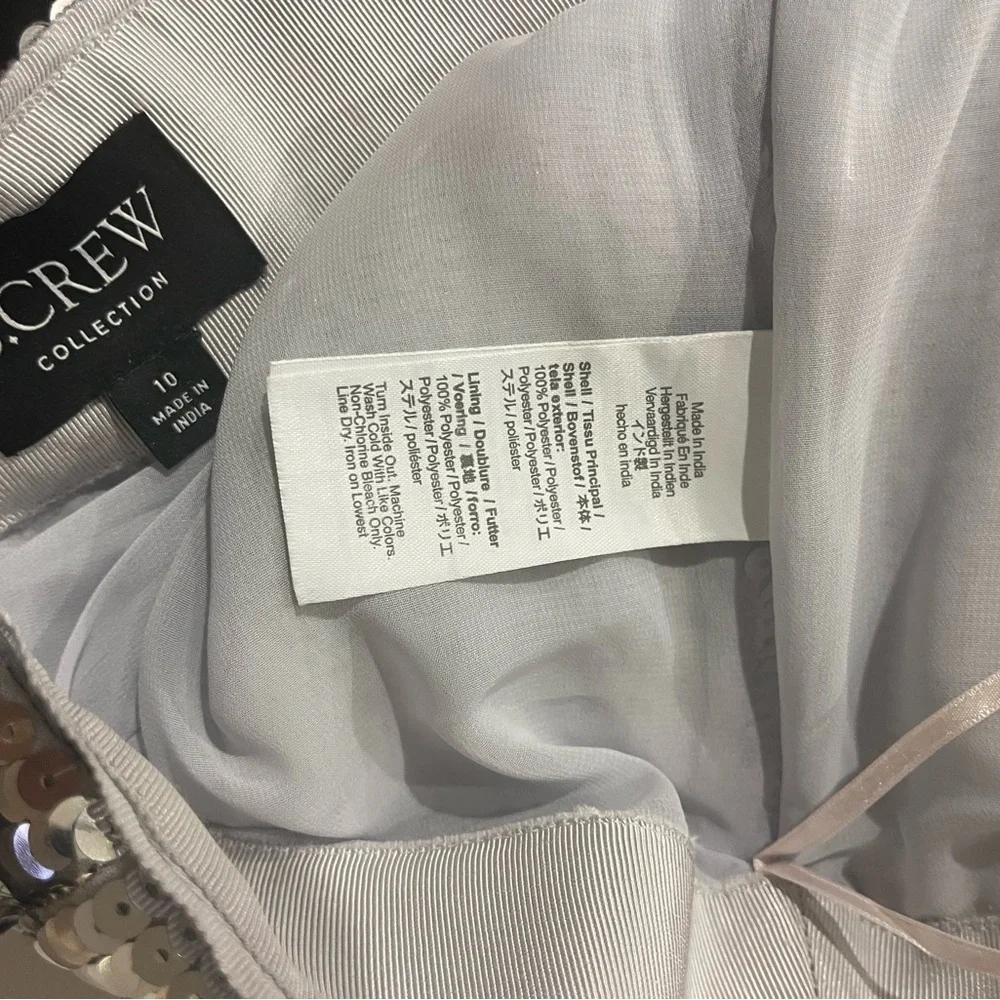 J.CREW
COLLECTION
10
MADE IN
INDIA
Made In India
Fabriqué En Inde
Hergestellt In Indien
Vervaardigd In India
インド製
hecho en india
Shell / Tissu Principal /
Shell / Bovenstof / 本体 /
tela exterior:
100% Polyester / Polyester /
Polyester / Polyester / ポリエ
ステル / poliéster
Lining / Doublure / Futter
/ Voering / 裏地 / forro:
100% Polyester / Polyester /
Polyester / Polyester / ポリエ
ステル / poliéster
Turn Inside Out. Machine
Wash Cold With Like Colors.
Non-Chlorine Bleach Only.
Line Dry. Iron on Lowest